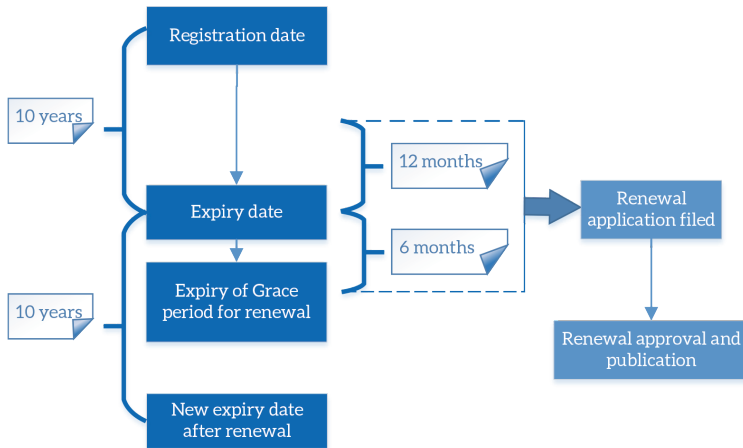 Registration date
10 years
12 months
Expiry date
Renewal
application filed
6 months
Expiry of Grace
period for renewal
10 years
Renewal approval and
publication
New expiry date
after renewal